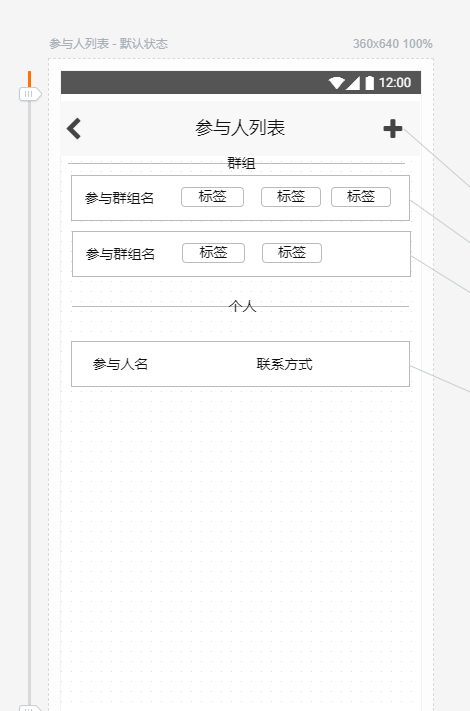 参与人列表 - 默认状态 360x640 100%
12:00
参与人列表
群组
参与群组名 标签 标签 标签
参与群组名 标签 标签
个人
参与人名 联系方式